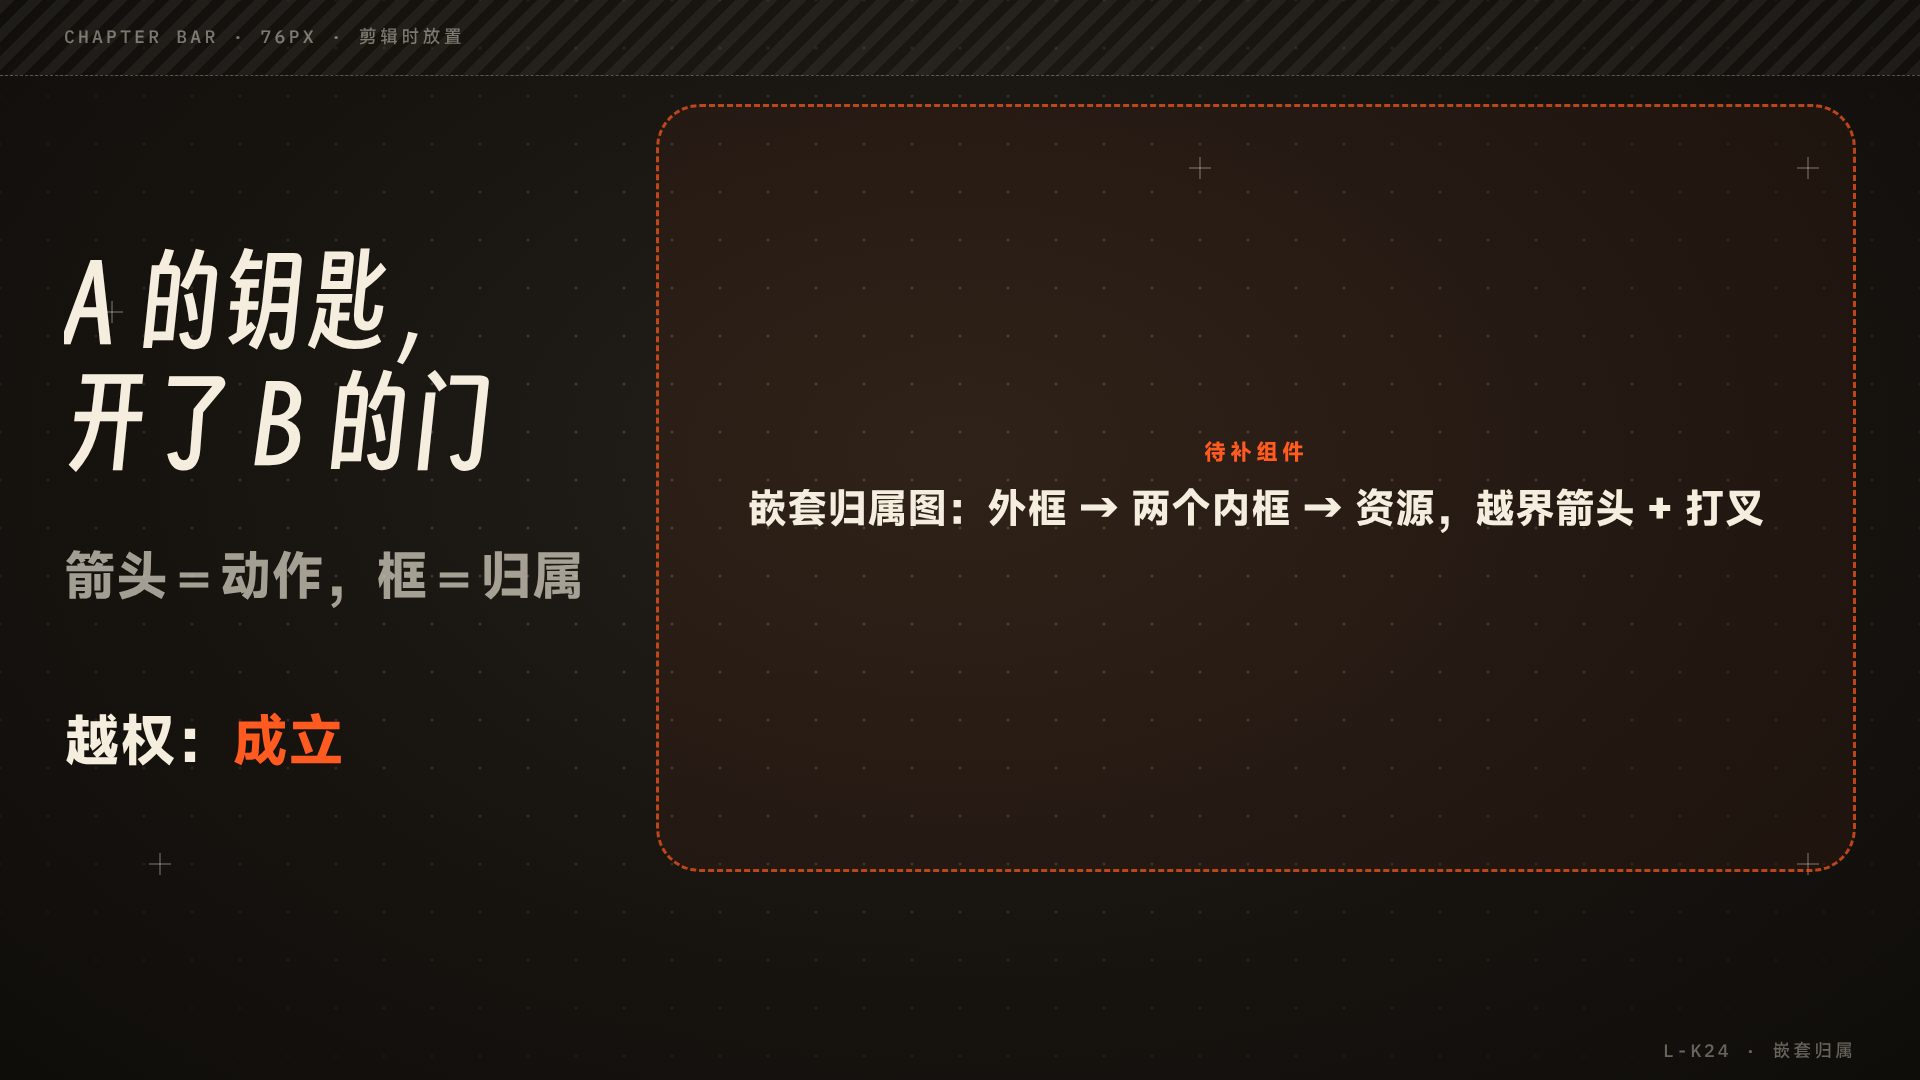 CHAPTER BAR · 76PX · 剪辑时放置
A 的钥匙，
开了 B 的门
箭头＝动作，框＝归属
越权：成立
待补组件
嵌套归属图：外框 → 两个内框 → 资源，越界箭头 + 打叉
L-K24 · 嵌套归属